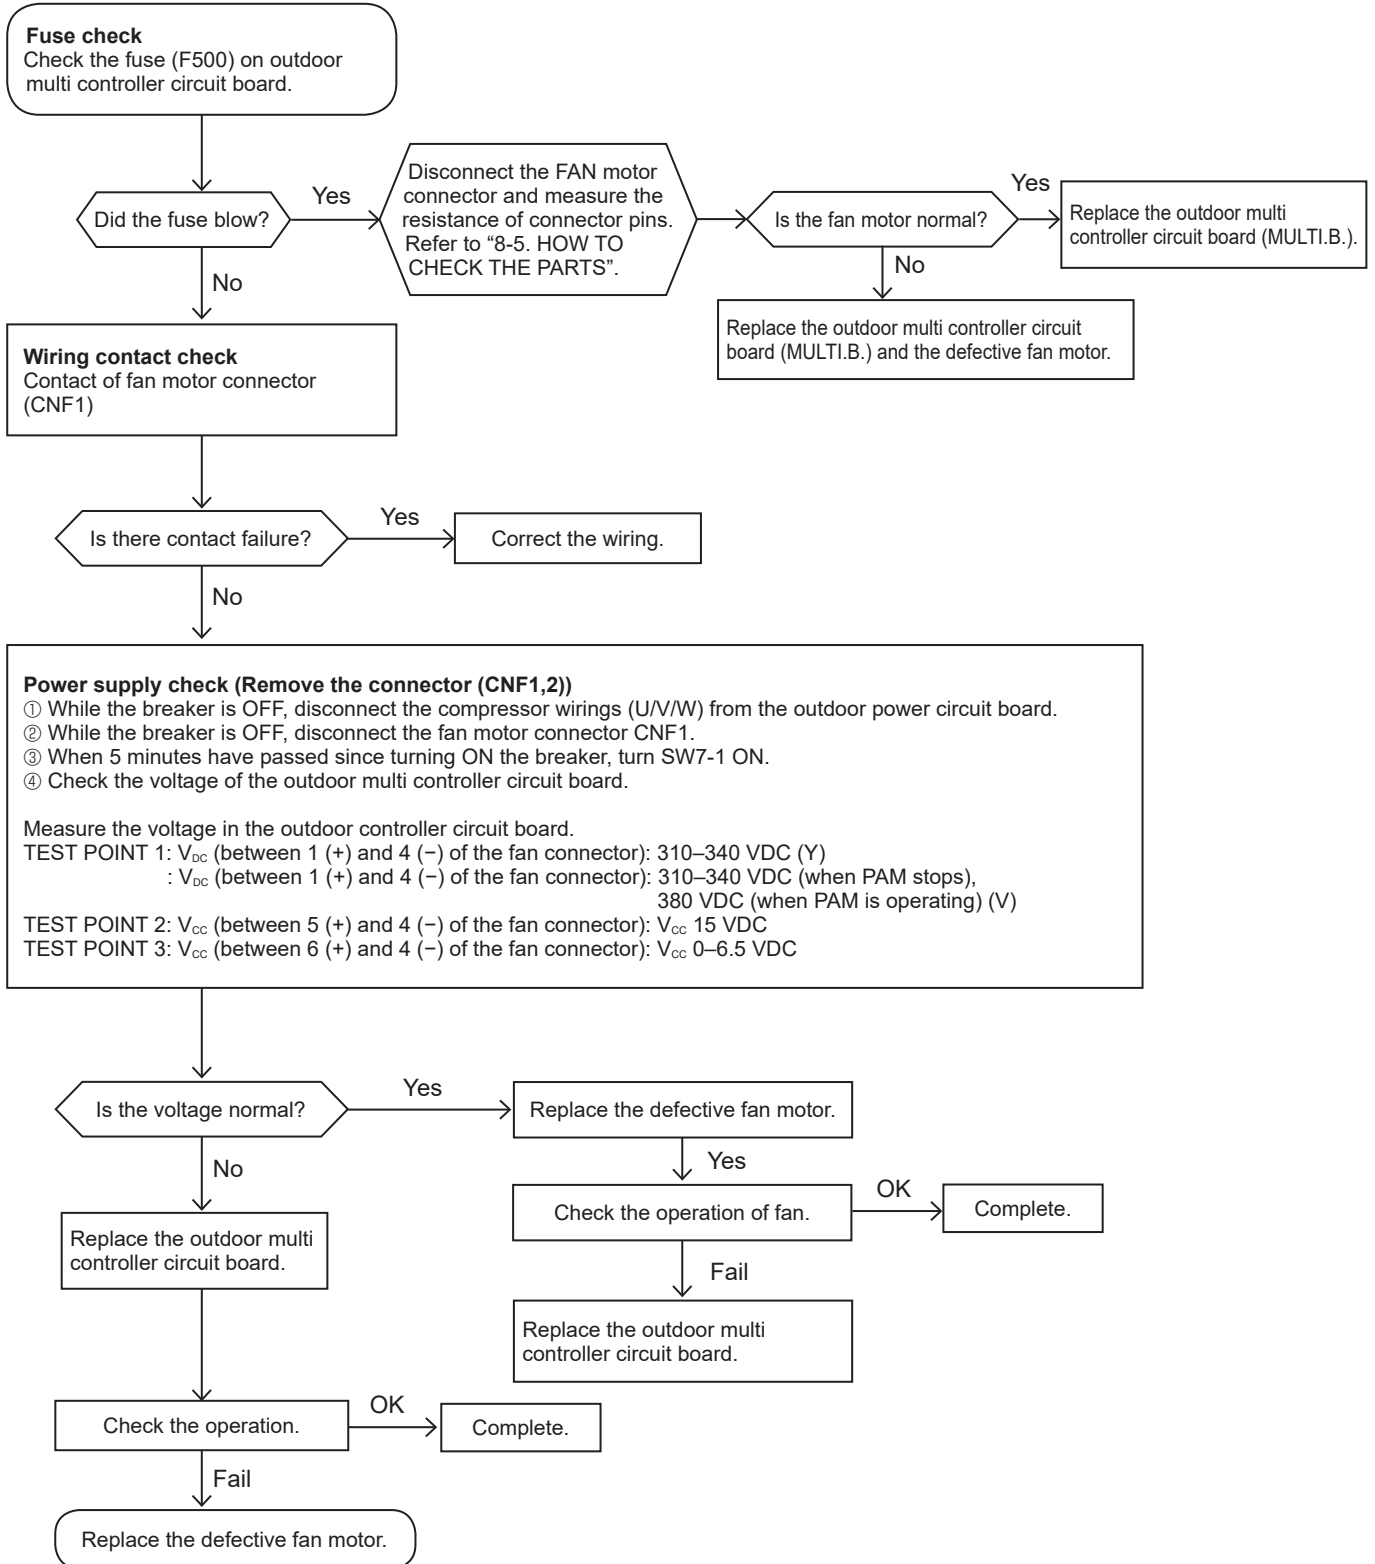 Fuse check
Check the fuse (F500) on outdoor
multi controller circuit board.
Did the fuse blow?
Yes
Disconnect the FAN motor
connector and measure the
resistance of connector pins.
Refer to “8-5. HOW TO
CHECK THE PARTS”.
Is the fan motor normal?
Yes
Replace the outdoor multi
controller circuit board (MULTI.B.).
No
Replace the outdoor multi controller circuit
board (MULTI.B.) and the defective fan motor.
No
Wiring contact check
Contact of fan motor connector
(CNF1)
Is there contact failure?
Yes
Correct the wiring.
No
Power supply check (Remove the connector (CNF1,2))
① While the breaker is OFF, disconnect the compressor wirings (U/V/W) from the outdoor power circuit board.
② While the breaker is OFF, disconnect the fan motor connector CNF1.
③ When 5 minutes have passed since turning ON the breaker, turn SW7-1 ON.
④ Check the voltage of the outdoor multi controller circuit board.
Measure the voltage in the outdoor controller circuit board.
TEST POINT 1: VDC (between 1 (+) and 4 (−) of the fan connector): 310–340 VDC (Y)
: VDC (between 1 (+) and 4 (−) of the fan connector): 310–340 VDC (when PAM stops),
380 VDC (when PAM is operating) (V)
TEST POINT 2: VCC (between 5 (+) and 4 (−) of the fan connector): VCC 15 VDC
TEST POINT 3: VCC (between 6 (+) and 4 (−) of the fan connector): VCC 0–6.5 VDC
Is the voltage normal?
Yes
Replace the defective fan motor.
Yes
Check the operation of fan.
OK
Complete.
Fail
Replace the outdoor multi
controller circuit board.
No
Replace the outdoor multi
controller circuit board.
Check the operation.
OK
Complete.
Fail
Replace the defective fan motor.